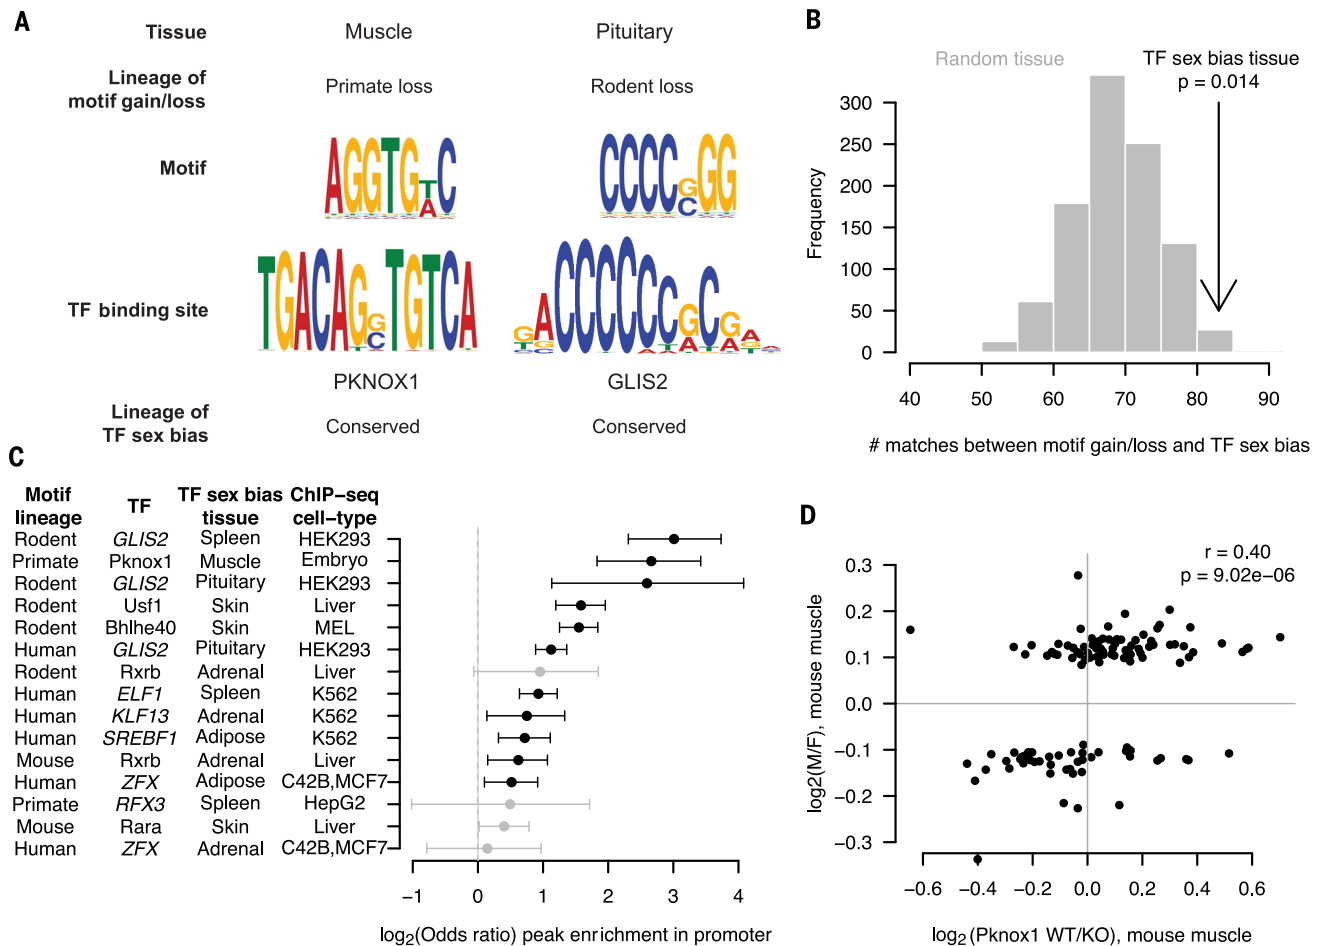 A
Tissue Muscle Pituitary
Lineage of
motif gain/loss Primate loss Rodent loss
Motif AGGTGTAC CCCCGCGG
TF binding site TGACAGGCTGTCA
PKNOX1 GLIS2
Lineage of
TF sex bias Conserved Conserved
B
Random tissue TF sex bias tissue
p = 0.014
Frequency
300
250
200
150
100
50
0
40 50 60 70 80 90
# matches between motif gain/loss and TF sex bias
C
Motif lineage TF TF sex bias tissue ChIP−seq cell−type
Rodent GLIS2 Spleen HEK293
Primate Pknox1 Muscle Embryo
Rodent GLIS2 Pituitary HEK293
Rodent Usf1 Skin Liver
Rodent Bhlhe40 Skin MEL
Human GLIS2 Pituitary HEK293
Rodent Rxrb Adrenal Liver
Human ELF1 Spleen K562
Human KLF13 Adrenal K562
Human SREBF1 Adipose K562
Mouse Rxrb Adrenal Liver
Human ZFX Adipose C42B,MCF7
Primate RFX3 Spleen HepG2
Mouse Rara Skin Liver
Human ZFX Adrenal C42B,MCF7
−1 0 1 2 3 4
log2(Odds ratio) peak enrichment in promoter
D
r = 0.40
p = 9.02e−06
log2(M/F), mouse muscle
0.3
0.2
0.1
0.0
−0.1
−0.2
−0.3
−0.6 −0.4 −0.2 0.0 0.2 0.4 0.6
log2(Pknox1 WT/KO), mouse muscle